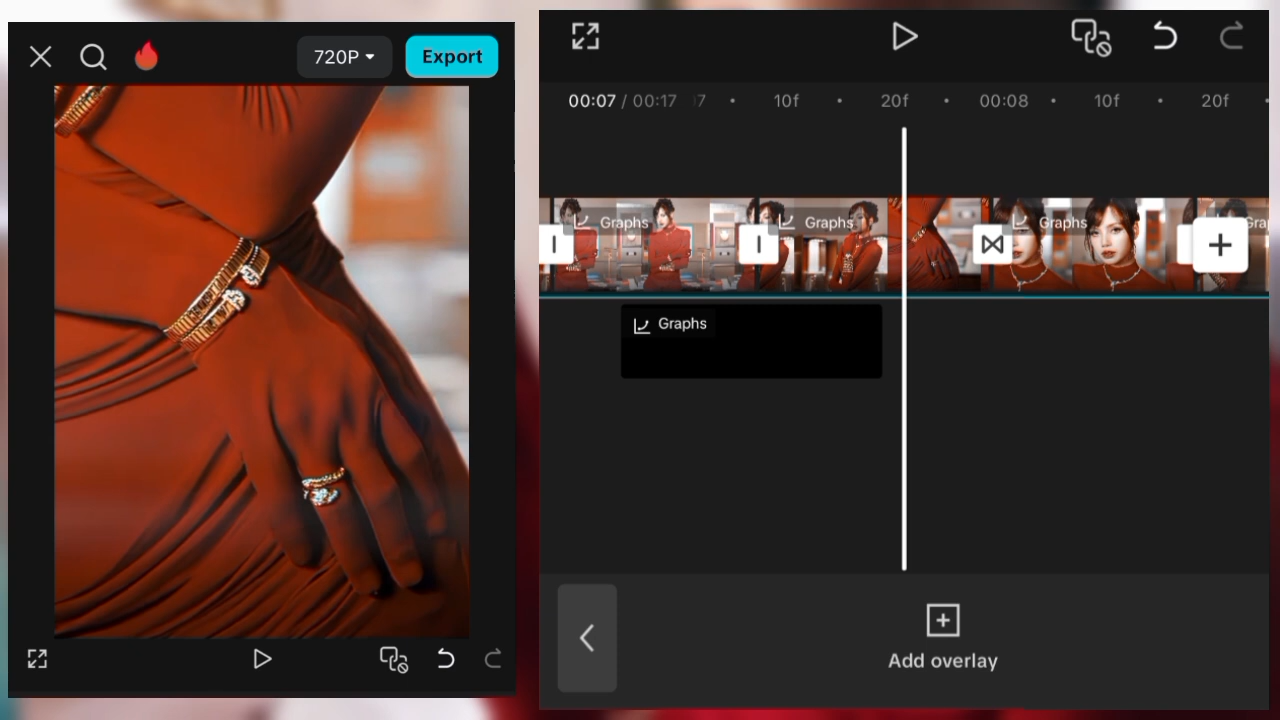 720P
Export
00:07 / 00:17
10f
20f
00:08
10f
20f
Graphs
Graphs
Graphs
Graphs
Add overlay